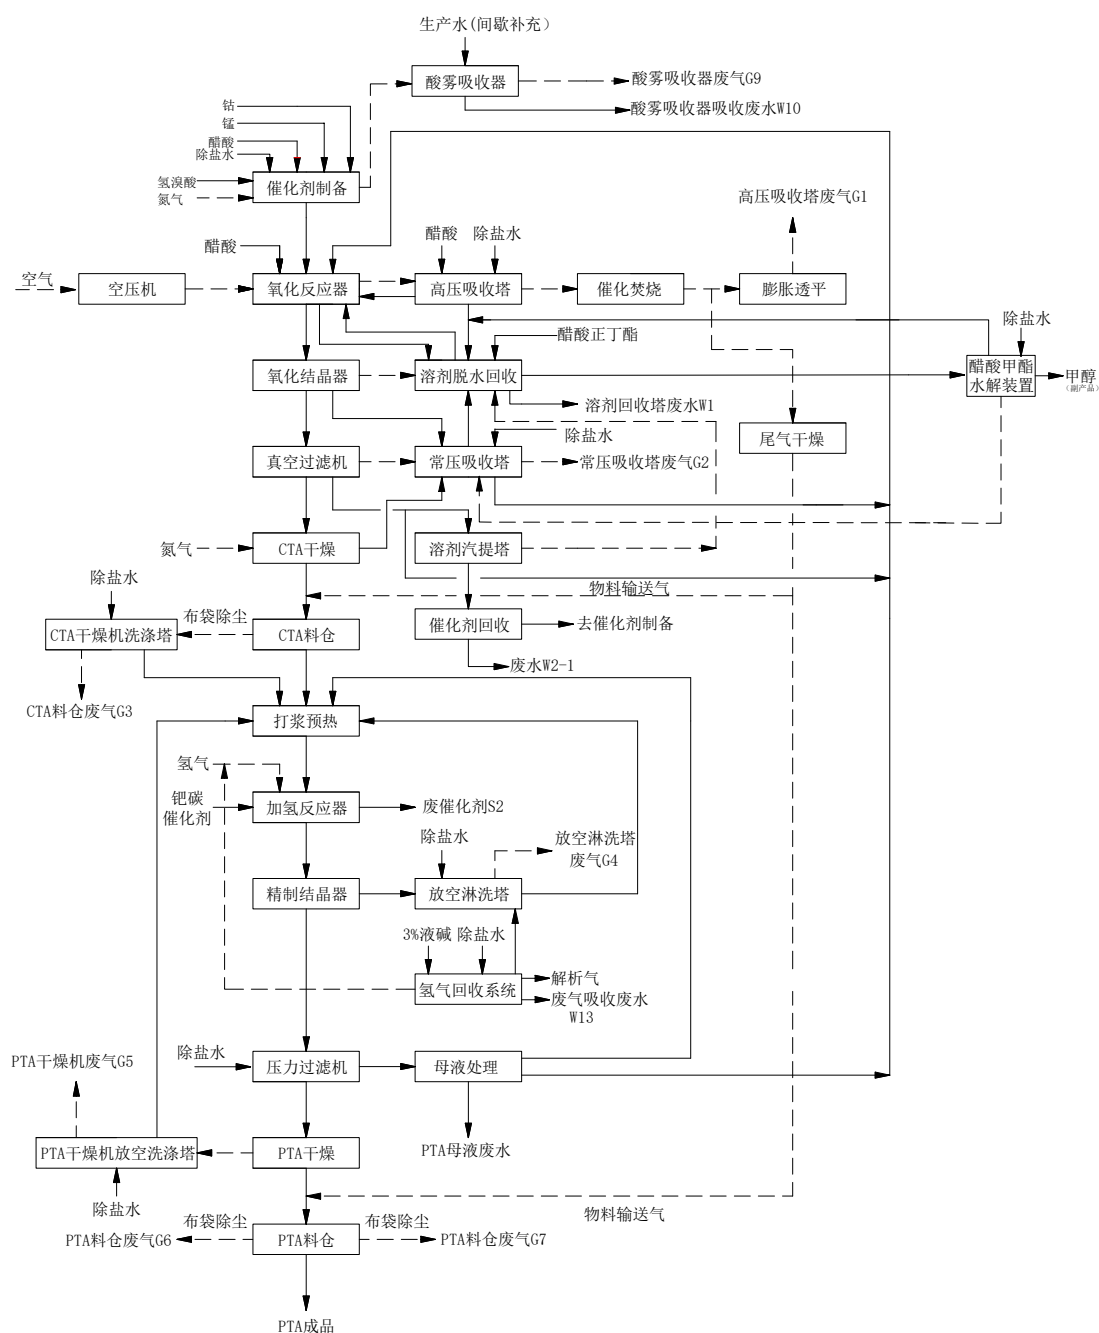 生产水(间歇补充)
酸雾吸收器
酸雾吸收器废气G9
酸雾吸收器吸收废水W10
钴
锰
醋酸
除盐水
氢溴酸
氮气
催化剂制备
高压吸收塔废气G1
醋酸
醋酸
除盐水
空气
空压机
氧化反应器
高压吸收塔
催化焚烧
膨胀透平
醋酸正丁酯
除盐水
氧化结晶器
溶剂脱水回收
醋酸甲酯
水解装置
甲醇
(副产品)
溶剂回收塔废水W1
除盐水
尾气干燥
真空过滤机
常压吸收塔
常压吸收塔废气G2
氮气
CTA干燥
溶剂汽提塔
除盐水
物料输送气
布袋除尘
CTA干燥机洗涤塔
CTA料仓
催化剂回收
去催化剂制备
废水W2-1
CTA料仓废气G3
打浆预热
氢气
钯碳
催化剂
加氢反应器
废催化剂S2
除盐水
放空淋洗塔
废气G4
精制结晶器
放空淋洗塔
3%液碱
除盐水
氢气回收系统
解析气
废气吸收废水
W13
除盐水
PTA干燥机废气G5
压力过滤机
母液处理
PTA干燥机放空洗涤塔
PTA干燥
PTA母液废水
除盐水
物料输送气
布袋除尘
布袋除尘
PTA料仓废气G6
PTA料仓
PTA料仓废气G7
PTA成品